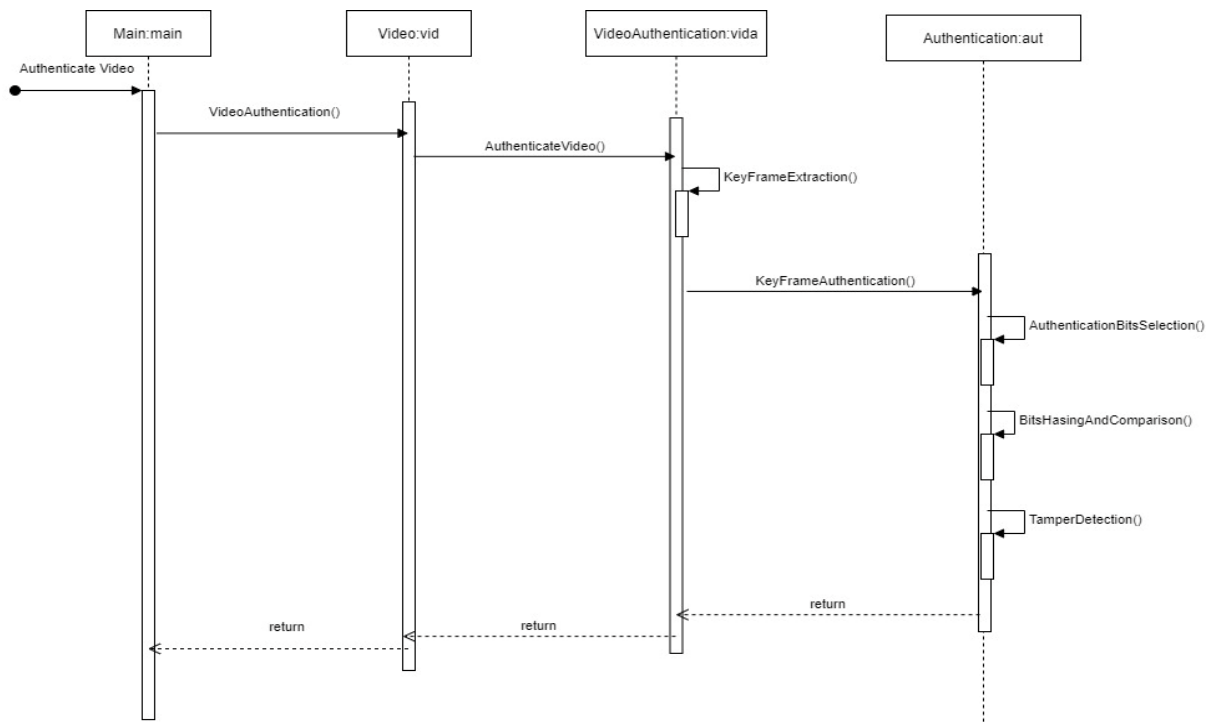 Main:main
Video:vid
VideoAuthentication:vida
Authentication:aut
Authenticate Video
VideoAuthentication()
AuthenticateVideo()
KeyFrameExtraction()
KeyFrameAuthentication()
AuthenticationBitsSelection()
BitsHasingAndComparison()
TamperDetection()
return
return
return